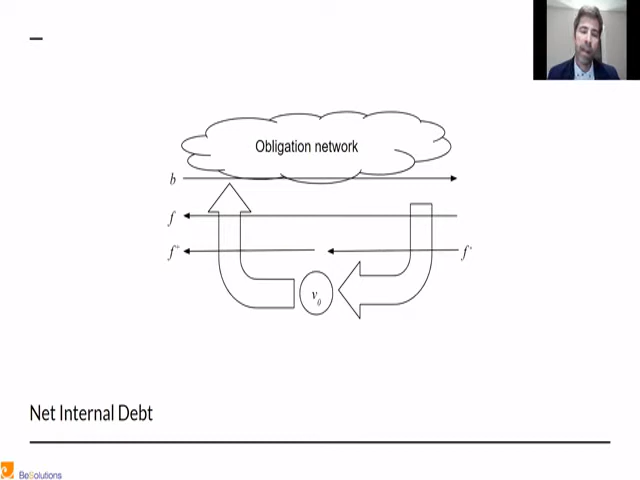 Obligation network
b
f
f⁺
f⁻
v₀
Net Internal Debt
BeSolutions